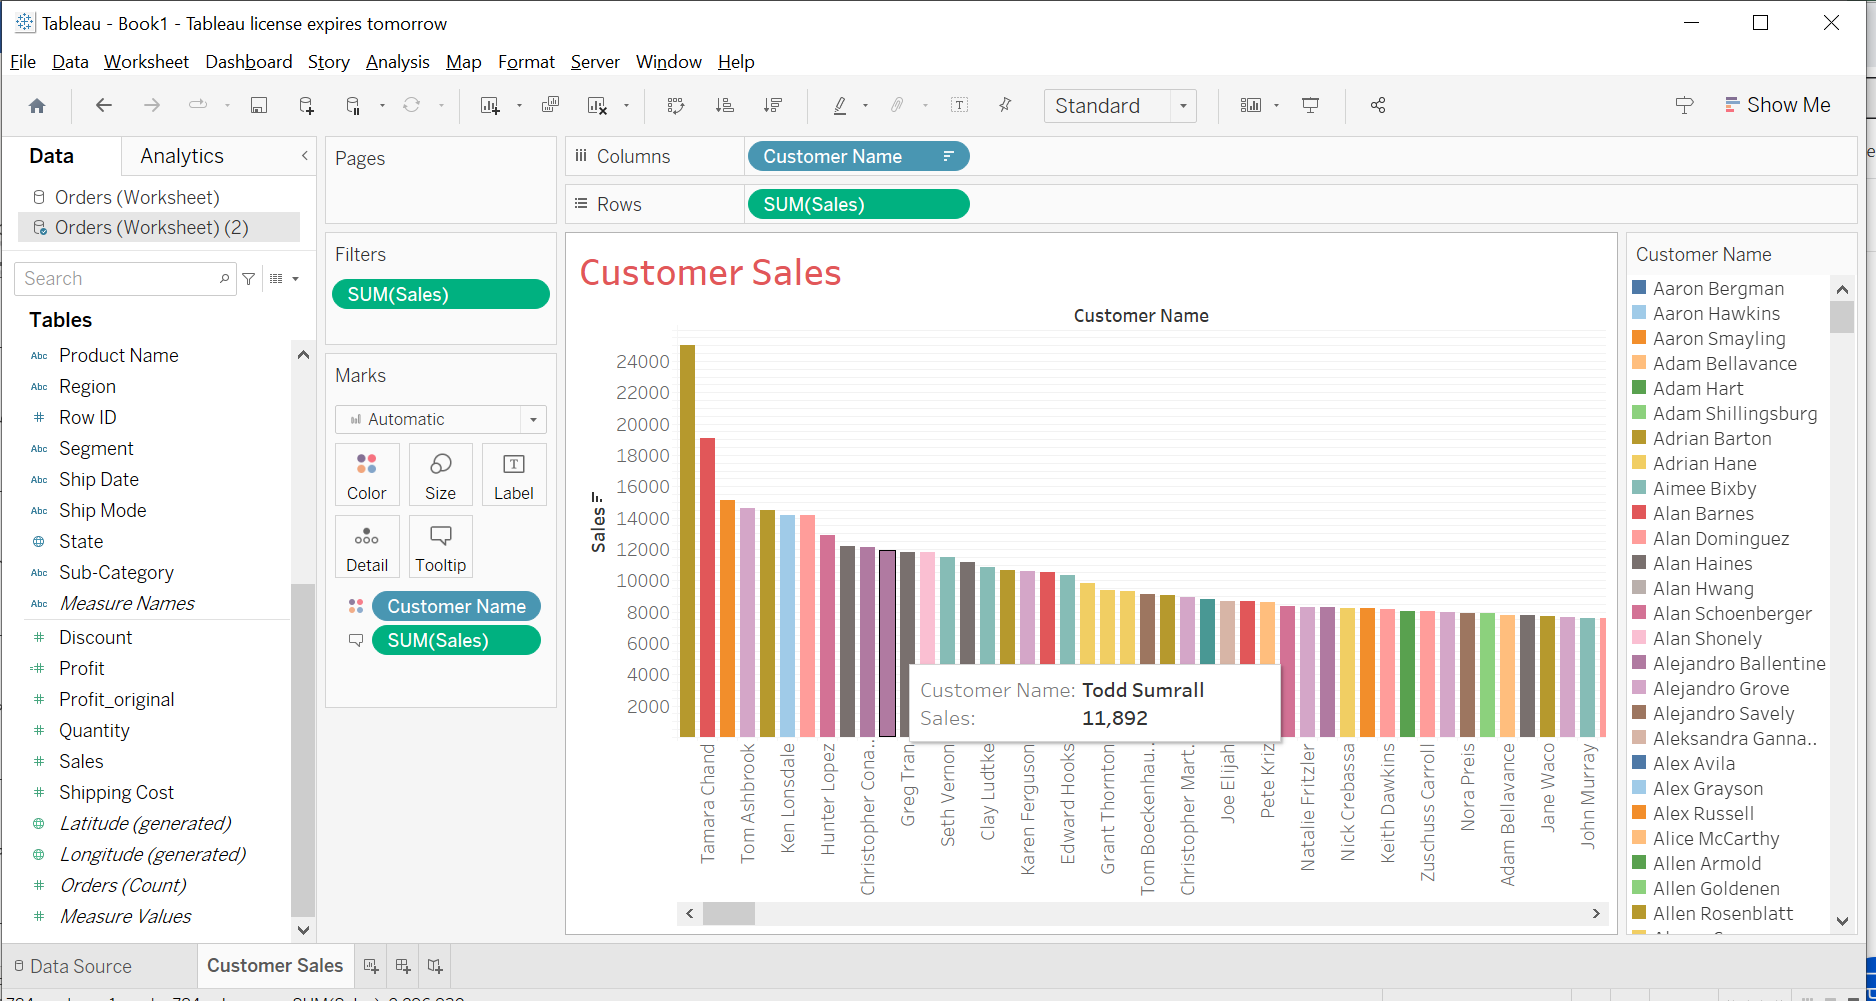 Tableau - Book1 - Tableau license expires tomorrow
File Data Worksheet Dashboard Story Analysis Map Format Server Window Help
Standard
Show Me
Data
Analytics
Orders (Worksheet)
Orders (Worksheet) (2)
Search
Tables
Abc Product Name
Abc Region
# Row ID
Abc Segment
Abc Ship Date
Abc Ship Mode
State
Abc Sub-Category
Abc Measure Names
# Discount
=# Profit
# Profit_original
# Quantity
# Sales
# Shipping Cost
Latitude (generated)
Longitude (generated)
# Orders (Count)
# Measure Values
Pages
Filters
SUM(Sales)
Marks
Automatic
Color
Size
Label
Detail
Tooltip
Customer Name
SUM(Sales)
Columns
Customer Name
Rows
SUM(Sales)
Customer Sales
Customer Name
Sales
24000
22000
20000
18000
16000
14000
12000
10000
8000
6000
4000
2000
Customer Name: Todd Sumrall
Sales: 11,892
Tamara Chand
Tom Ashbrook
Ken Lonsdale
Hunter Lopez
Christopher Cona..
Greg Tran
Seth Vernon
Clay Ludtke
Karen Ferguson
Edward Hooks
Grant Thornton
Tom Boeckenhau..
Christopher Mart..
Joe Elijah
Pete Kriz
Natalie Fritzler
Nick Crebassa
Keith Dawkins
Zuschuss Carroll
Nora Preis
Adam Bellavance
Jane Waco
John Murray
Customer Name
Aaron Bergman
Aaron Hawkins
Aaron Smayling
Adam Bellavance
Adam Hart
Adam Shillingsburg
Adrian Barton
Adrian Hane
Aimee Bixby
Alan Barnes
Alan Dominguez
Alan Haines
Alan Hwang
Alan Schoenberger
Alan Shonely
Alejandro Ballentine
Alejandro Grove
Alejandro Savely
Aleksandra Ganna..
Alex Avila
Alex Grayson
Alex Russell
Alice McCarthy
Allen Armold
Allen Goldenen
Allen Rosenblatt
Data Source
Customer Sales